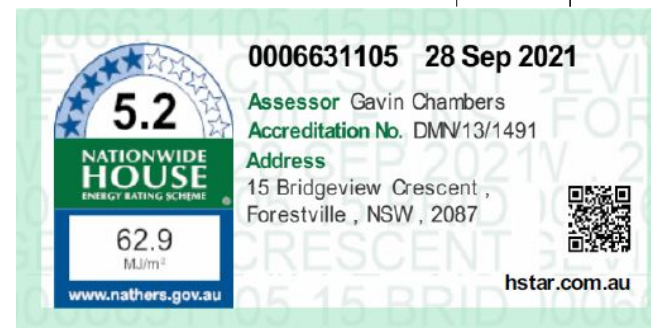 0006631105 28 Sep 2021
5.2
NATIONWIDE
HOUSE
ENERGY RATING SCHEME
62.9
MJ/m²
www.nathers.gov.au
Assessor Gavin Chambers
Accreditation No. DMN/13/1491
Address
15 Bridgeview Crescent ,
Forestville , NSW , 2087
hstar.com.au